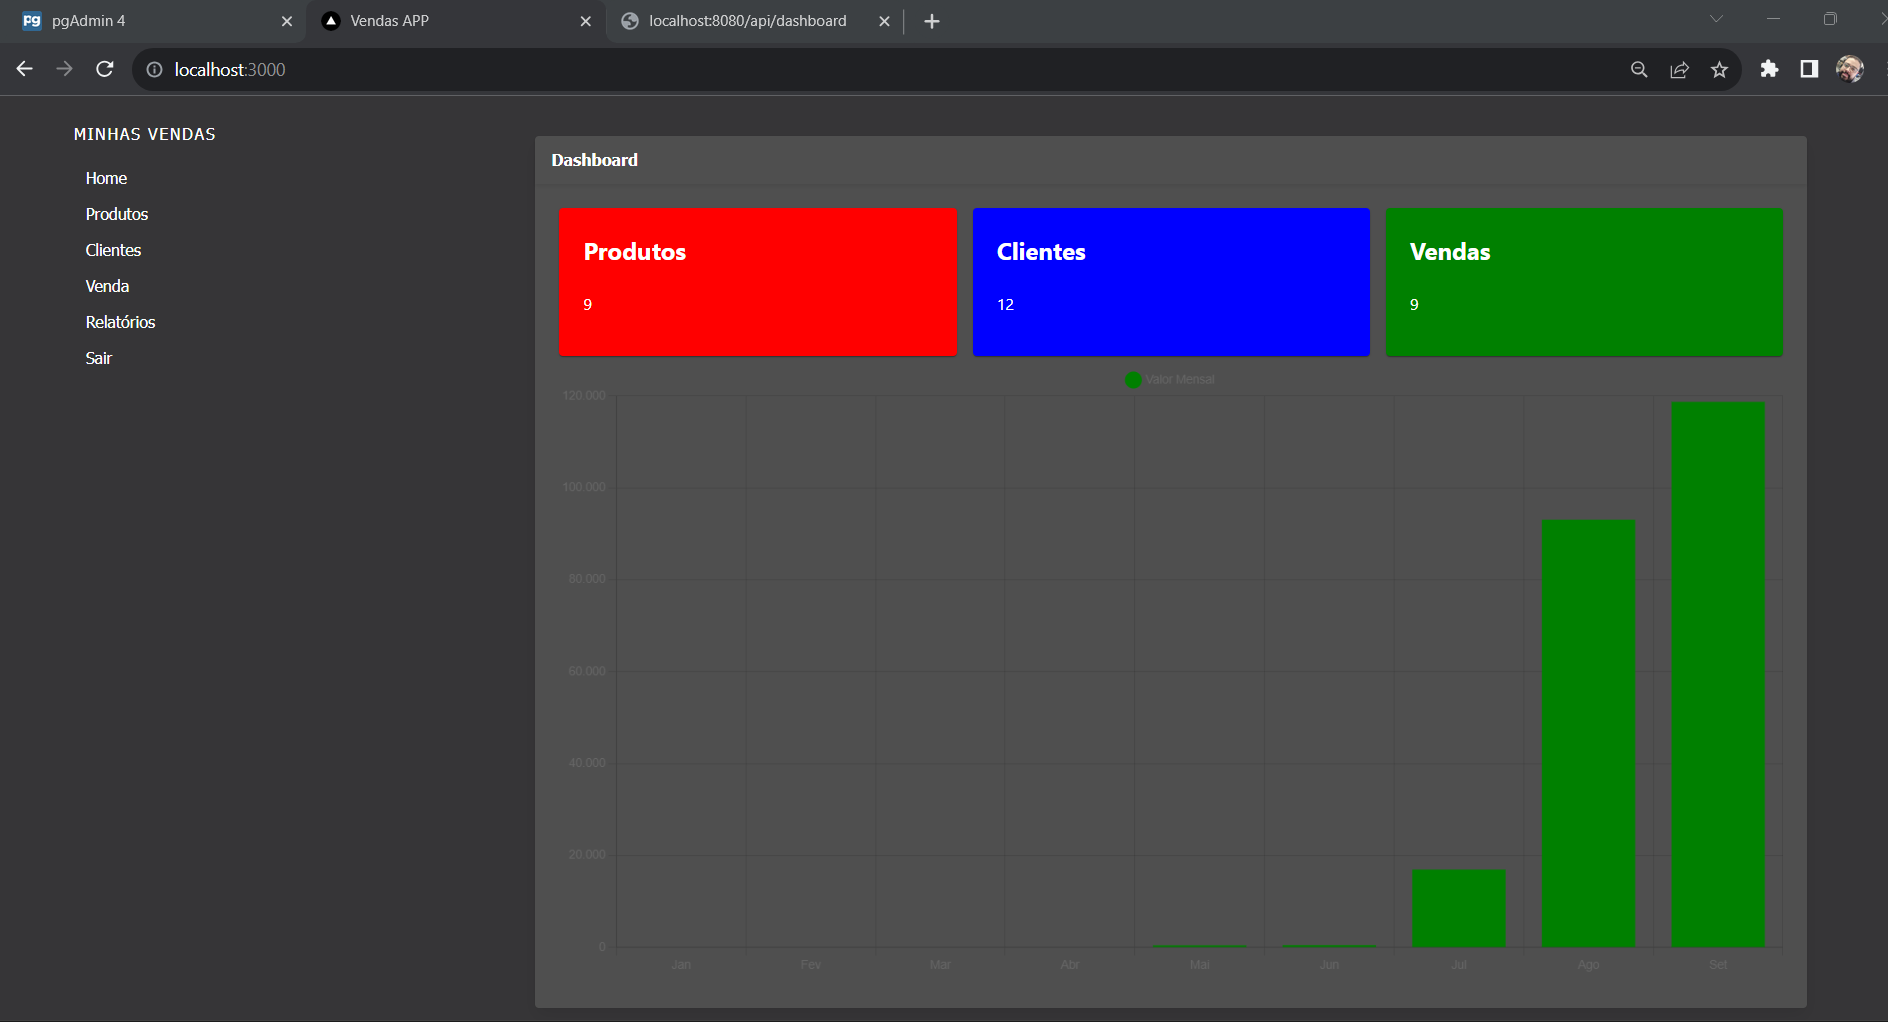 pgAdmin 4
Vendas APP
localhost:8080/api/dashboard
localhost:3000
MINHAS VENDAS
Home
Produtos
Clientes
Venda
Relatórios
Sair
Dashboard
Produtos
9
Clientes
12
Vendas
9
Valor Mensal
120.000
100.000
80.000
60.000
40.000
20.000
0
Jan Fev Mar Abr Mai Jun Jul Ago Set